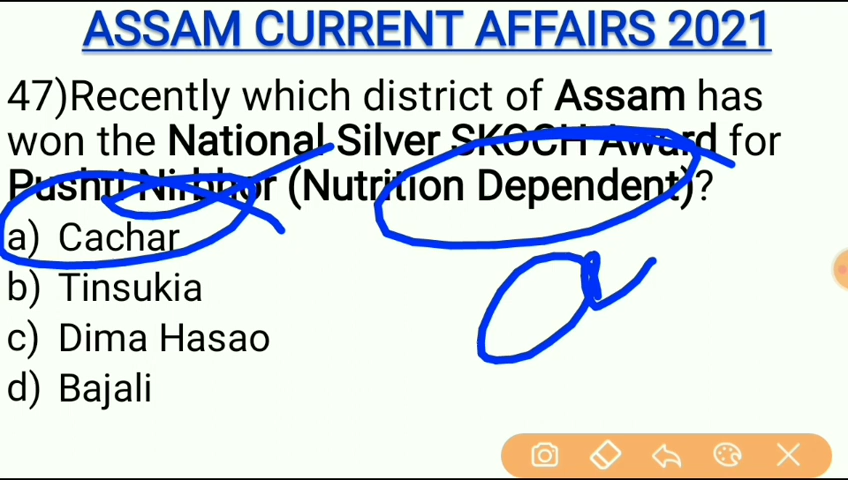 ASSAM CURRENT AFFAIRS 2021
47)Recently which district of Assam has
won the National Silver SKOCH Award for
Pushti Nirbhor (Nutrition Dependent)?
a) Cachar
b) Tinsukia
c) Dima Hasao
d) Bajali
a